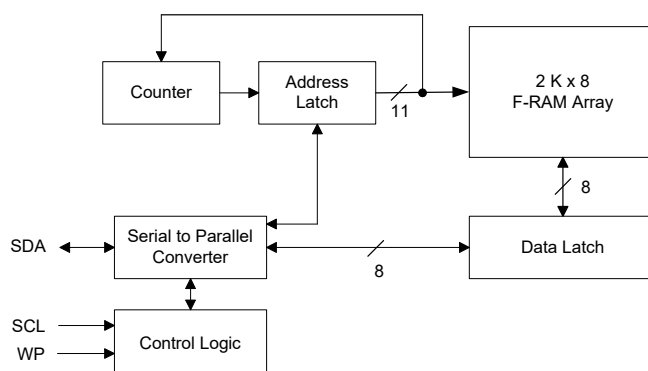 Counter
Address
Latch
11
2 K x 8
F-RAM Array
8
SDA
Serial to Parallel
Converter
8
Data Latch
SCL
WP
Control Logic